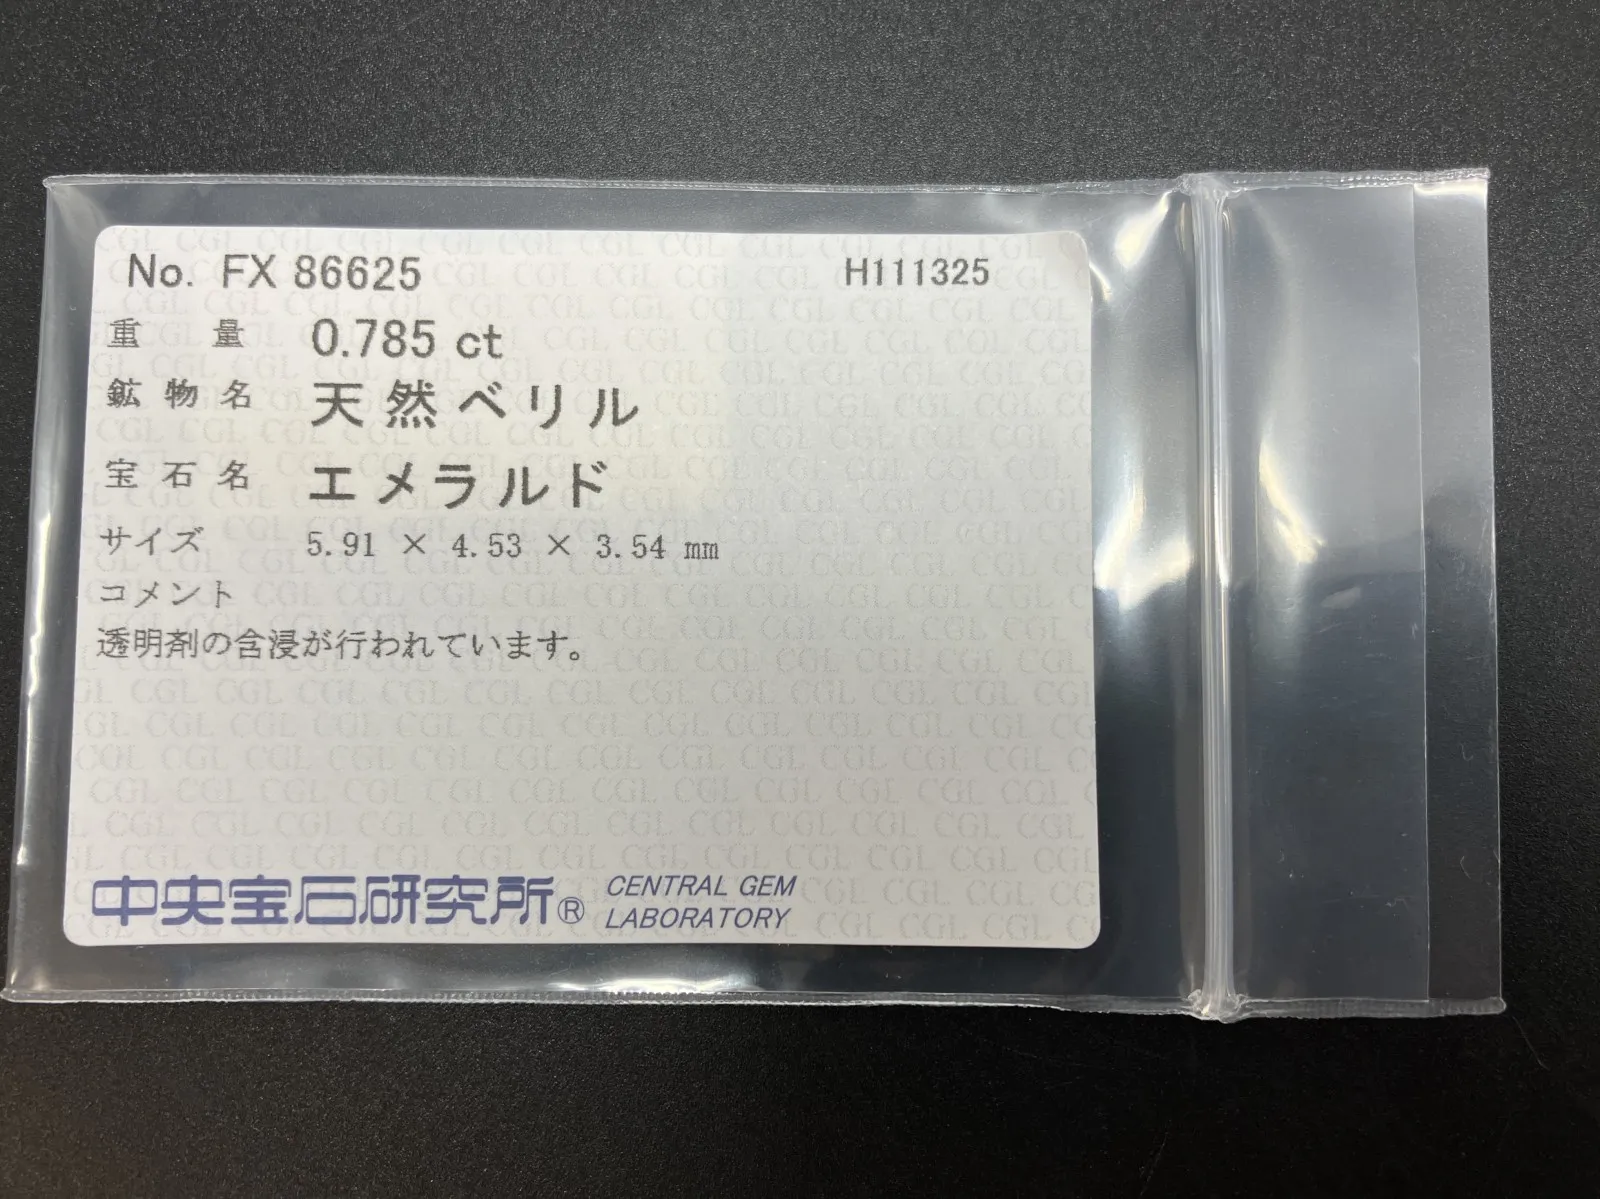 No. FX 86625 H111325
重量 0.785 ct
鉱物名 天然ベリル
宝石名 エメラルド
サイズ 5.91 × 4.53 × 3.54 mm
コメント
透明剤の含浸が行われています。
中央宝石研究所® CENTRAL GEM
LABORATORY